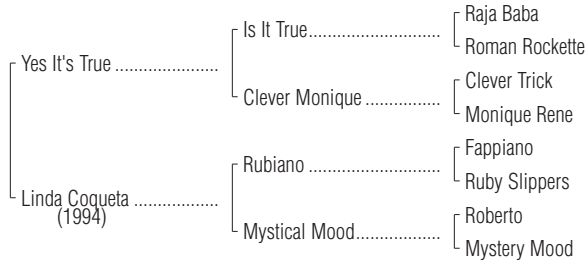 Raja Baba
Is It True
Roman Rockette
Yes It's True
Clever Trick
Clever Monique
Monique Rene
Fappiano
Rubiano
Ruby Slippers
Linda Coqueta
(1994)
Roberto
Mystical Mood
Mystery Mood